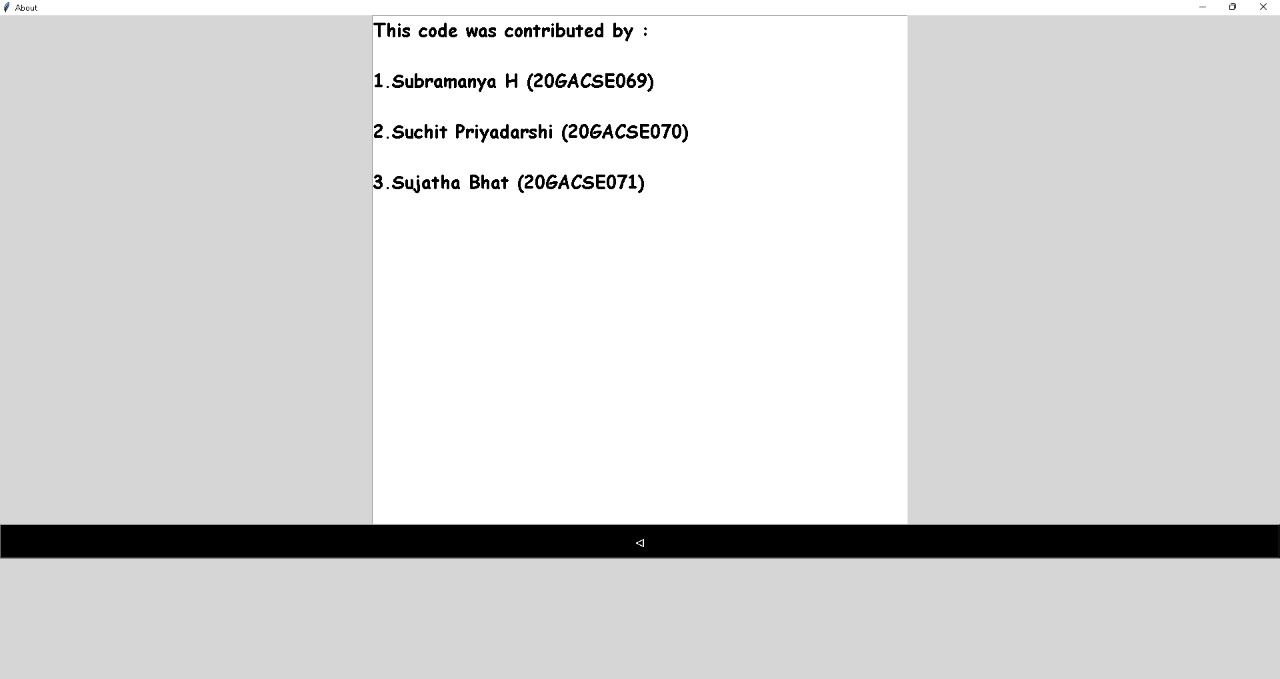 About
This code was contributed by :
1.Subramanya H (20GACSE069)
2.Suchit Priyadarshi (20GACSE070)
3.Sujatha Bhat (20GACSE071)